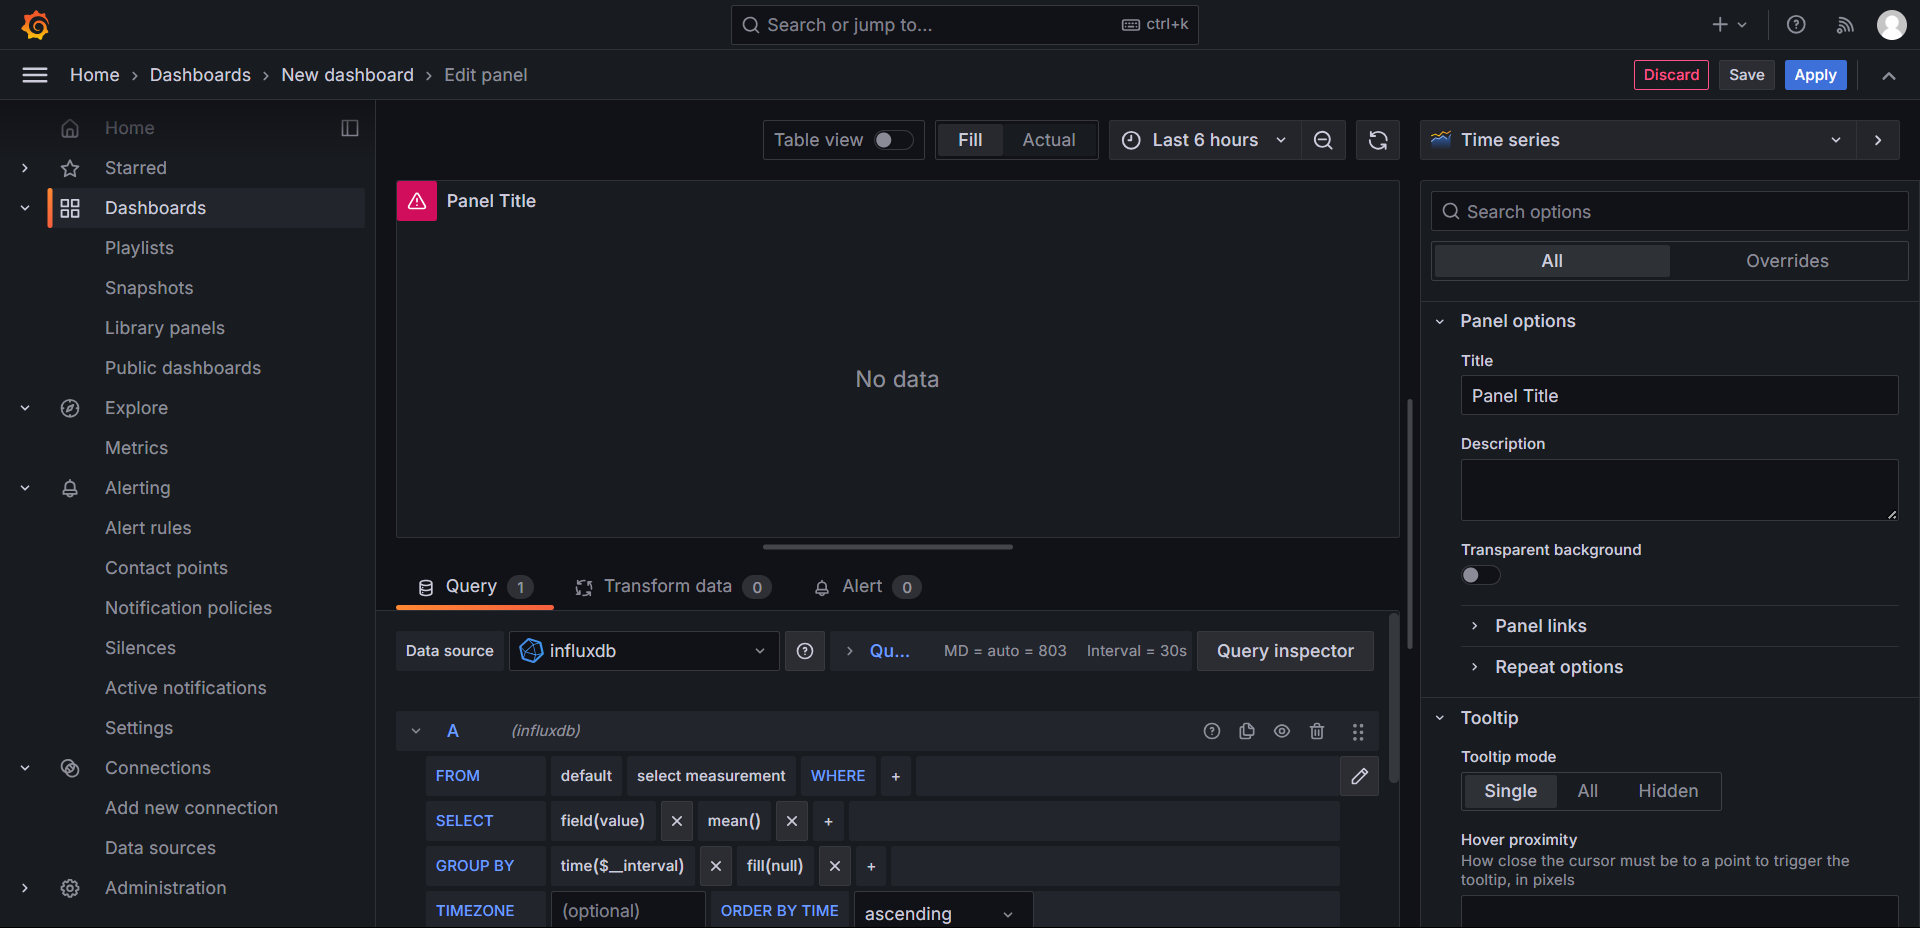 Search or jump to... ctrl+k
Home > Dashboards > New dashboard > Edit panel Discard Save Apply
Home
Starred
Dashboards
Playlists
Snapshots
Library panels
Public dashboards
Explore
Metrics
Alerting
Alert rules
Contact points
Notification policies
Silences
Active notifications
Settings
Connections
Add new connection
Data sources
Administration
Table view Fill Actual Last 6 hours
Panel Title
No data
Query 1 Transform data 0 Alert 0
Data source influxdb Qu... MD = auto = 803 Interval = 30s Query inspector
A (influxdb)
FROM default select measurement WHERE +
SELECT field(value) mean() +
GROUP BY time($__interval) fill(null) +
TIMEZONE (optional) ORDER BY TIME ascending
Time series
Search options
All Overrides
Panel options
Title
Panel Title
Description
Transparent background
Panel links
Repeat options
Tooltip
Tooltip mode
Single All Hidden
Hover proximity
How close the cursor must be to a point to trigger the
tooltip, in pixels